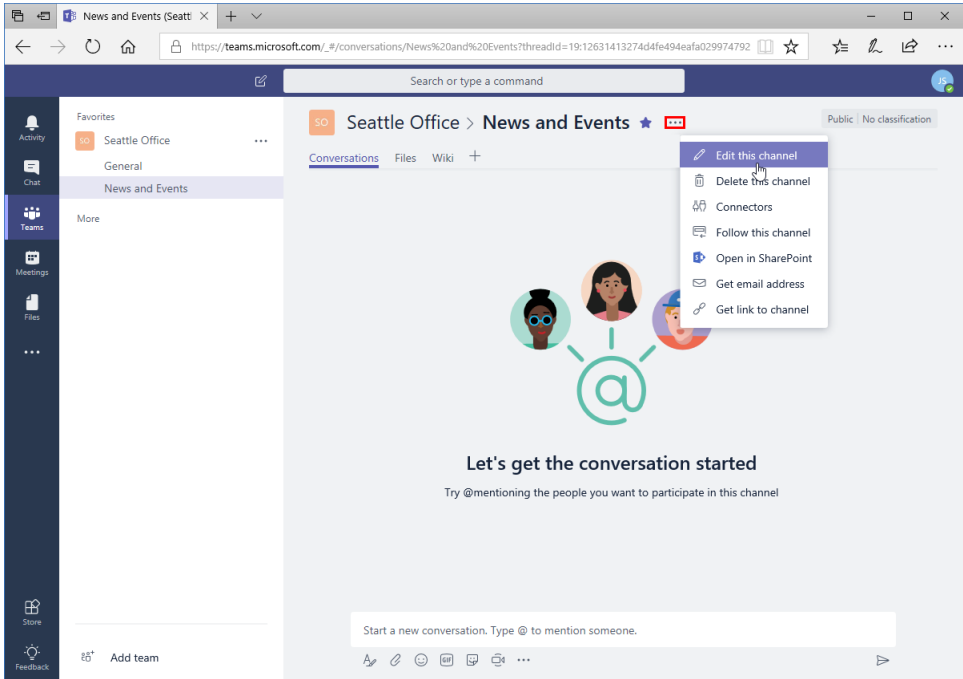 News and Events (Seattl
https://teams.microsoft.com/_#/conversations/News%20and%20Events?threadId=19:12631413274d4fe494eafa029974792
Search or type a command
JS
Activity
Chat
Teams
Meetings
Files
Store
Feedback
Favorites
SO Seattle Office
General
News and Events
More
Add team
SO Seattle Office > News and Events
Public No classification
Conversations Files Wiki
Edit this channel
Delete this channel
Connectors
Follow this channel
Open in SharePoint
Get email address
Get link to channel
@
Let's get the conversation started
Try @mentioning the people you want to participate in this channel
Start a new conversation. Type @ to mention someone.
GIF